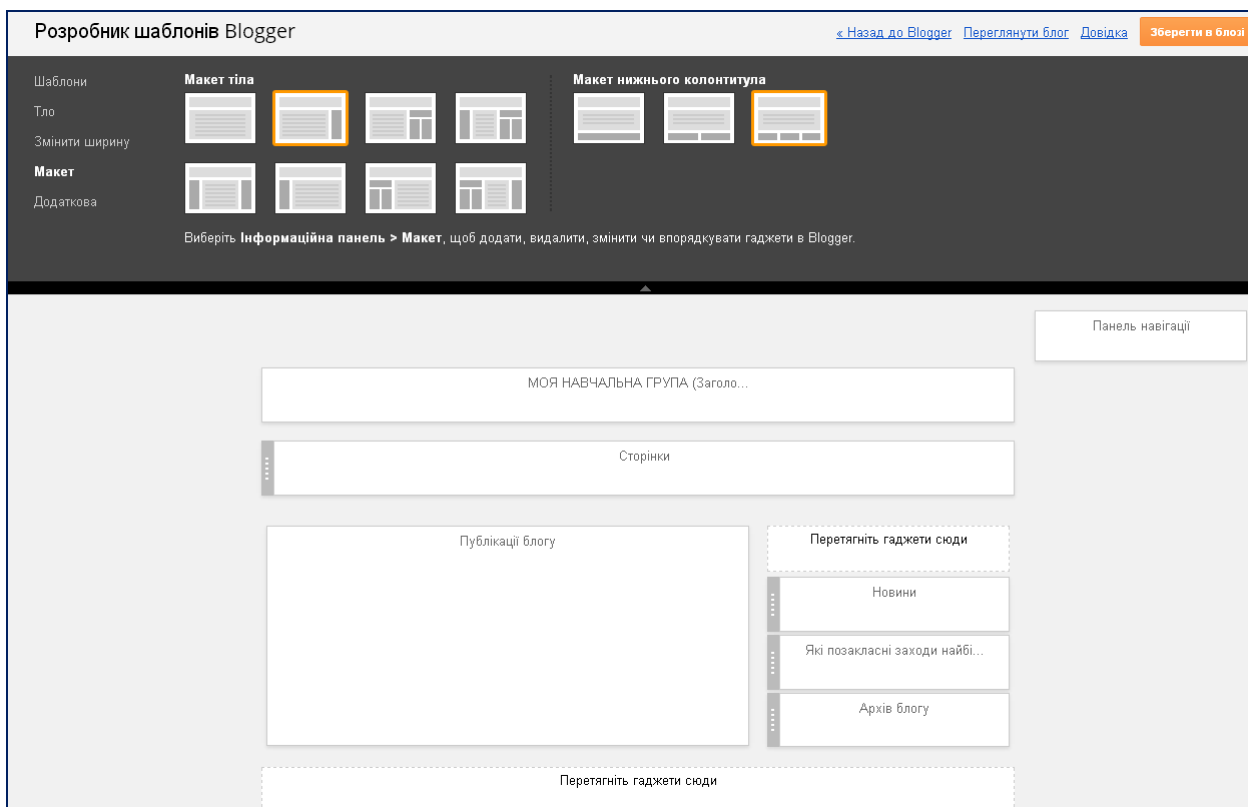 Розробник шаблонів Blogger
« Назад до Blogger Переглянути блог Довідка Зберегти в блозі
Шаблони
Тло
Змінити ширину
Макет
Додаткова
Макет тіла
Макет нижнього колонтитула
Виберіть Інформаційна панель > Макет, щоб додати, видалити, змінити чи впорядкувати гаджети в Blogger.
Панель навігації
МОЯ НАВЧАЛЬНА ГРУПА (Заголо...
Сторінки
Публікації блогу
Перетягніть гаджети сюди
Новини
Які позакласні заходи найбі...
Архів блогу
Перетягніть гаджети сюди